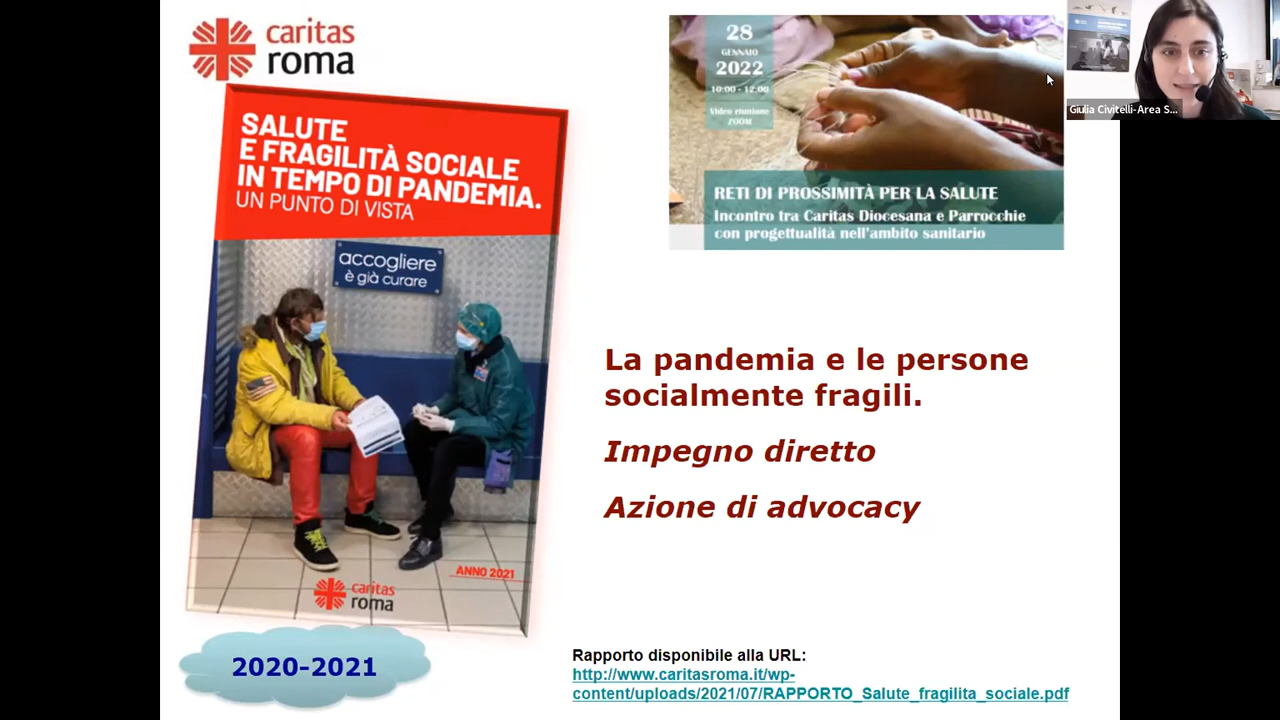 caritas
roma
SALUTE
E FRAGILITÀ SOCIALE
IN TEMPO DI PANDEMIA.
UN PUNTO DI VISTA
accogliere
è già curare
ANNO 2021
caritas
roma
2020-2021
28
GENNAIO
2022
10:00 - 12:00
Video riunione
ZOOM
RETI DI PROSSIMITÀ PER LA SALUTE
Incontro tra Caritas Diocesana e Parrocchie
con progettualità nell'ambito sanitario
Giulia Civitelli-Area S...
La pandemia e le persone
socialmente fragili.
Impegno diretto
Azione di advocacy
Rapporto disponibile alla URL:
http://www.caritasroma.it/wp-
content/uploads/2021/07/RAPPORTO_Salute_fragilita_sociale.pdf